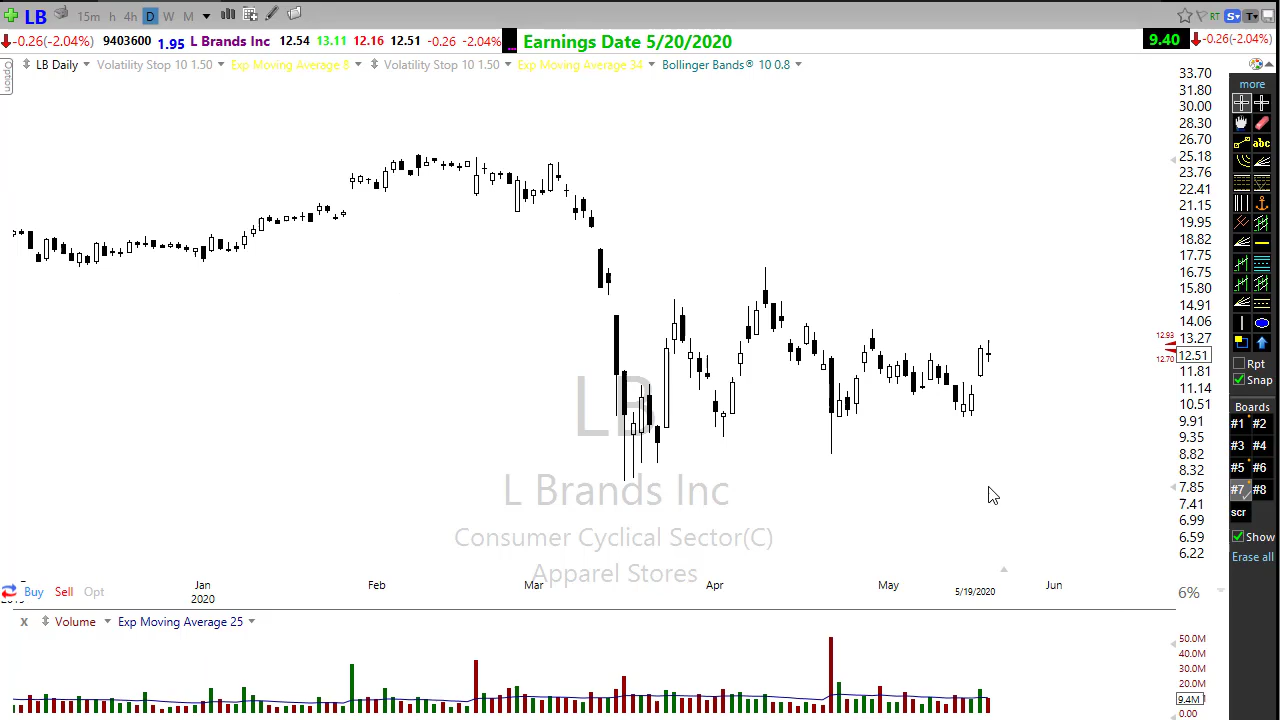 LB 15m h 4h D W M RT S T
-0.26(-2.04%) 9403600 1.95 L Brands Inc 12.54 13.11 12.16 12.51 -0.26 -2.04% Earnings Date 5/20/2020 9.40 -0.26(-2.04%)
Option
LB Daily Volatility Stop 10 1.50 Exp Moving Average 8 Volatility Stop 10 1.50 Exp Moving Average 34 Bollinger Bands® 10 0.8
33.70
31.80
30.00
28.30
26.70
25.18
23.76
22.41
21.15
19.95
18.82
17.75
16.75
15.80
14.91
14.06
13.27
12.93
12.51
12.70
11.81
11.14
10.51
9.91
9.35
8.82
8.32
7.85
7.41
6.99
6.59
6.22
more
abc
Rpt
Snap
Boards
#1 #2
#3 #4
#5 #6
#7 #8
scr
Show
Erase all
LB
L Brands Inc
Consumer Cyclical Sector(C)
Apparel Stores
Jan Feb Mar Apr May Jun
Buy Sell Opt 2020 5/19/2020 6%
X Volume Exp Moving Average 25
50.0M
40.0M
30.0M
20.0M
9.4M
0.00